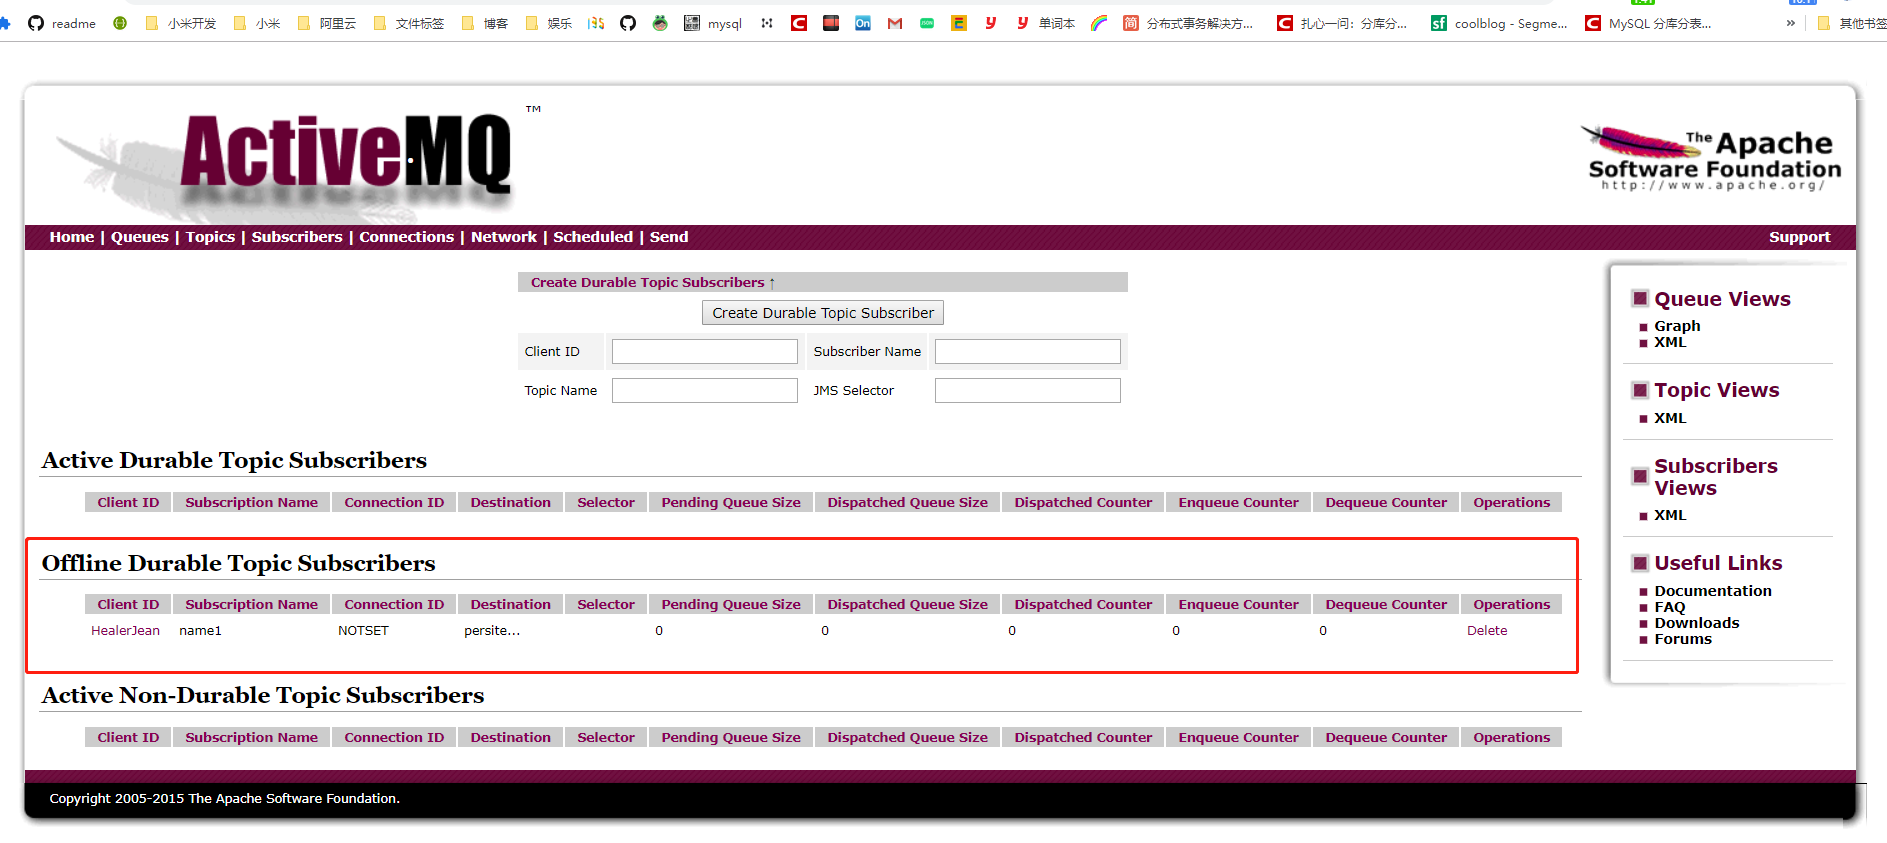 readme 小米开发 小米 阿里云 文件标签 博客 娱乐 mysql On 单词本 简 分布式事务解决方... 扎心一问：分库分... sf coolblog - Segme... MySQL 分库分表... » 其他书签
ActiveMQ ™
The Apache
Software Foundation
http://www.apache.org/
Home | Queues | Topics | Subscribers | Connections | Network | Scheduled | Send Support
Create Durable Topic Subscribers ↑
Create Durable Topic Subscriber
Client ID Subscriber Name
Topic Name JMS Selector
Active Durable Topic Subscribers
Client ID Subscription Name Connection ID Destination Selector Pending Queue Size Dispatched Queue Size Dispatched Counter Enqueue Counter Dequeue Counter Operations
Offline Durable Topic Subscribers
Client ID Subscription Name Connection ID Destination Selector Pending Queue Size Dispatched Queue Size Dispatched Counter Enqueue Counter Dequeue Counter Operations
HealerJean name1 NOTSET persite... 0 0 0 0 0 Delete
Active Non-Durable Topic Subscribers
Client ID Subscription Name Connection ID Destination Selector Pending Queue Size Dispatched Queue Size Dispatched Counter Enqueue Counter Dequeue Counter Operations
Queue Views
Graph
XML
Topic Views
XML
Subscribers
Views
XML
Useful Links
Documentation
FAQ
Downloads
Forums
Copyright 2005-2015 The Apache Software Foundation.